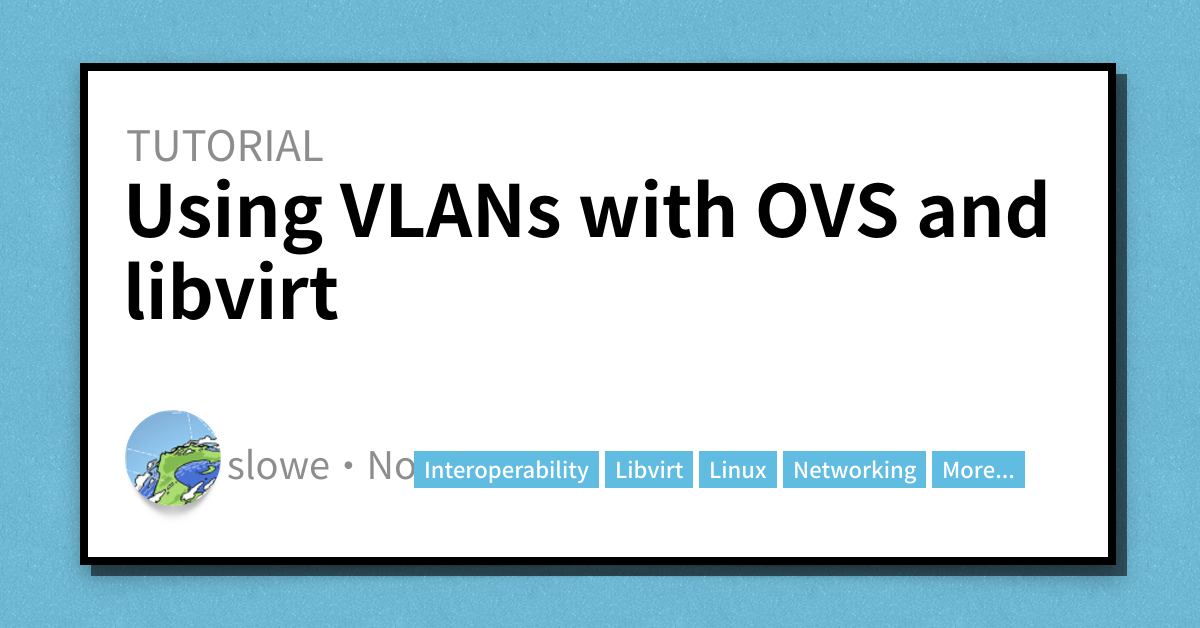 TUTORIAL
Using VLANs with OVS and
libvirt
slowe • No
Interoperability Libvirt Linux Networking More...